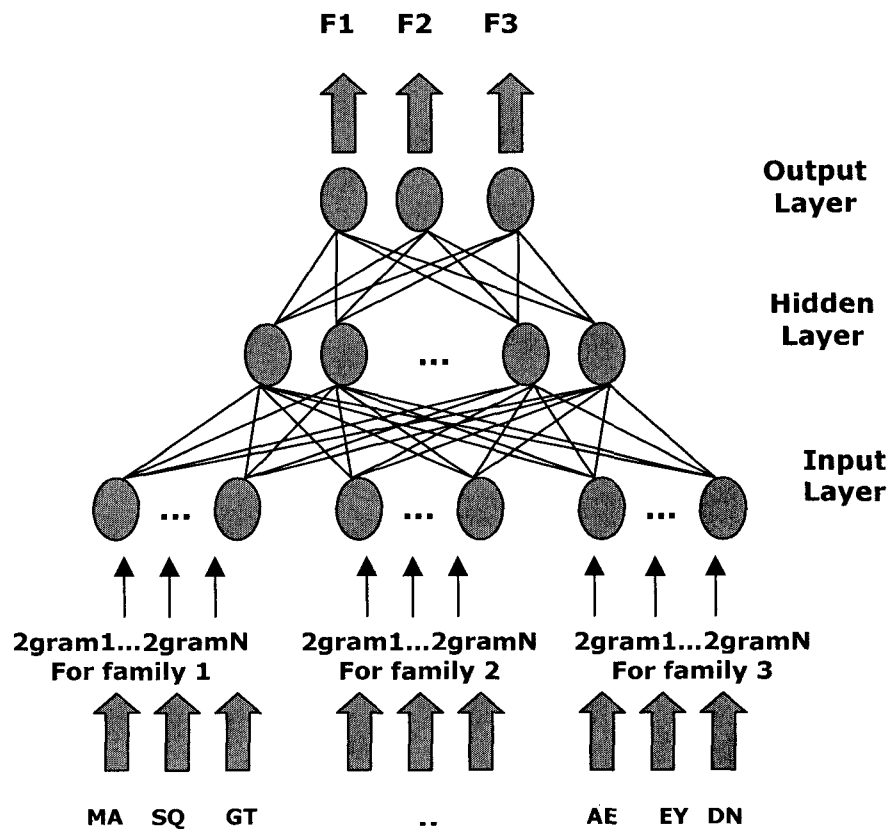 F1 F2 F3
Output
Layer
Hidden
Layer
...
Input
Layer
... ... ...
2gram1...2gramN 2gram1...2gramN 2gram1...2gramN
For family 1 For family 2 For family 3
MA SQ GT .. AE EY DN